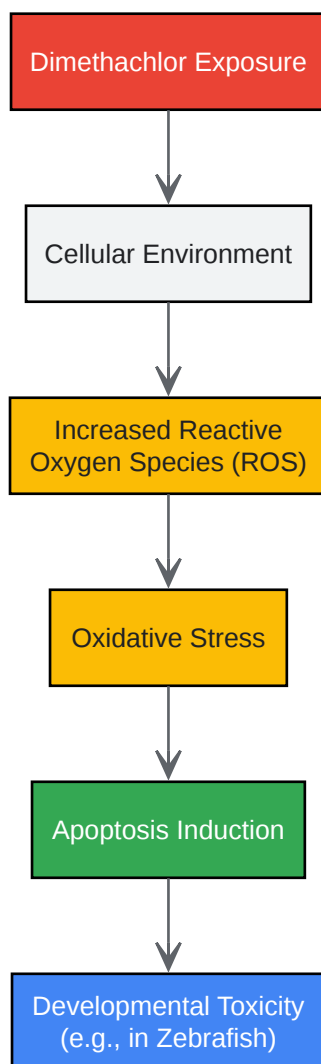 Dimethachlor Exposure
Cellular Environment
Increased Reactive
Oxygen Species (ROS)
Oxidative Stress
Apoptosis Induction
Developmental Toxicity
(e.g., in Zebrafish)